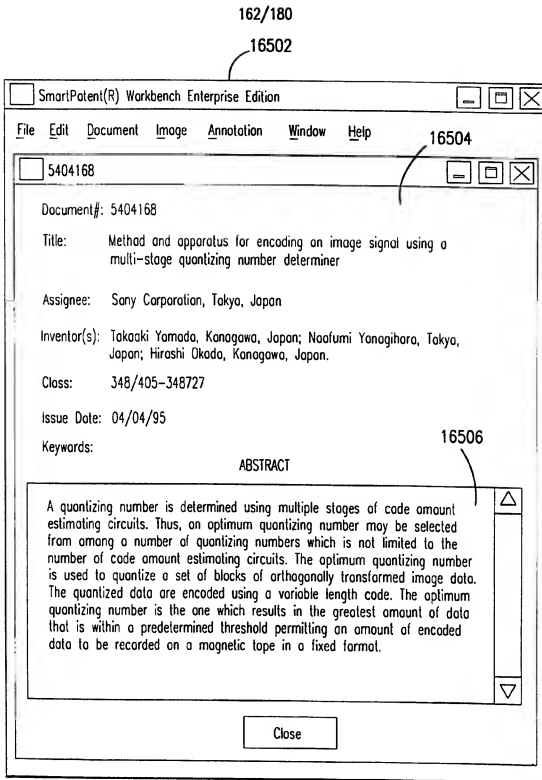 162/180
16502
SmartPatent(R) Workbench Enterprise Edition
File Edit Document Image Annotation Window Help
16504
5404168
Document#: 5404168
Title: Method and apparatus for encoding an image signal using a
multi-stage quantizing number determiner
Assignee: Sony Corporation, Tokyo, Japan
Inventor(s): Takaaki Yamada, Kanagawa, Japan; Naofumi Yanagihara, Tokyo,
Japan; Hiroshi Okada, Kanagawa, Japan.
Class: 348/405-348727
Issue Date: 04/04/95
Keywords:
16506
ABSTRACT
A quantizing number is determined using multiple stages of code amount
estimating circuits. Thus, an optimum quantizing number may be selected
from among a number of quantizing numbers which is not limited to the
number of code amount estimating circuits. The optimum quantizing number
is used to quantize a set of blocks of orthogonally transformed image data.
The quantized data are encoded using a variable length code. The optimum
quantizing number is the one which results in the greatest amount of data
that is within a predetermined threshold permitting an amount of encoded
data to be recorded on a magnetic tape in a fixed format.
Close